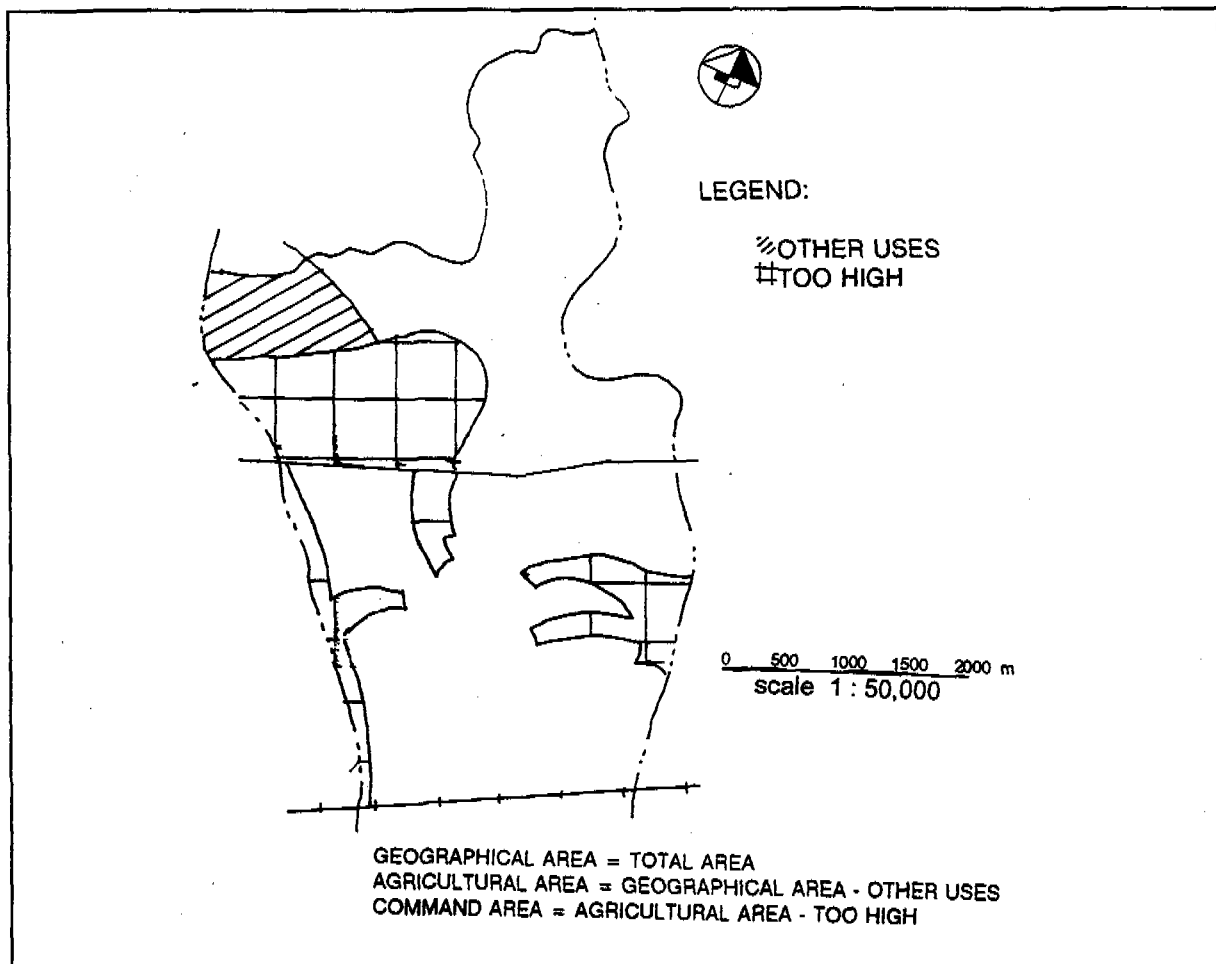 LEGEND:
OTHER USES
TOO HIGH
0 500 1000 1500 2000 m
scale 1 : 50,000
GEOGRAPHICAL AREA = TOTAL AREA
AGRICULTURAL AREA = GEOGRAPHICAL AREA - OTHER USES
COMMAND AREA = AGRICULTURAL AREA - TOO HIGH